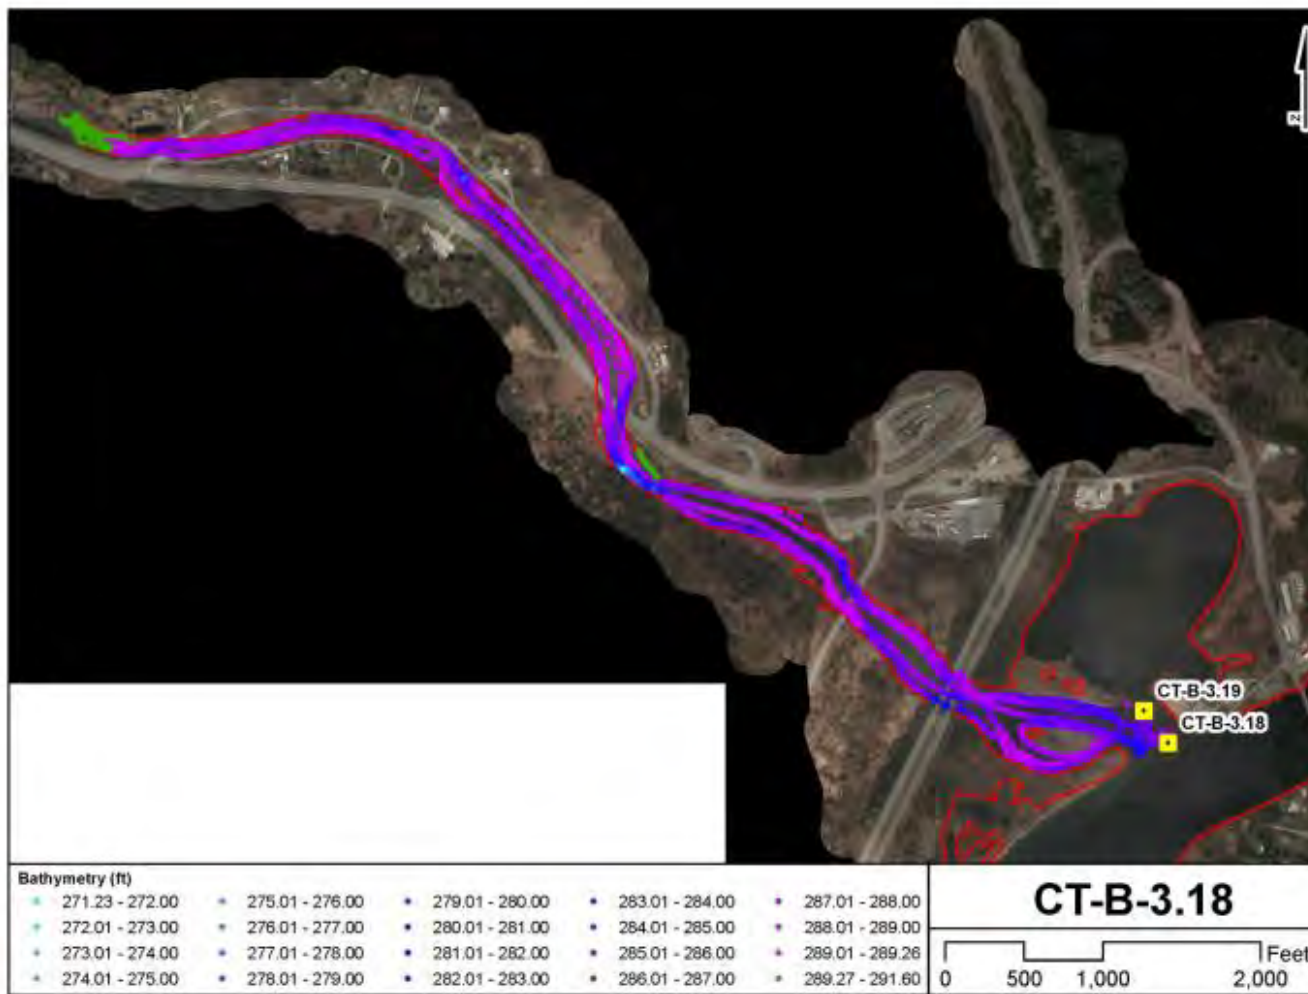 N
CT-B-3.19
CT-B-3.18
Bathymetry (ft)
271.23 - 272.00 275.01 - 276.00 279.01 - 280.00 283.01 - 284.00 287.01 - 288.00
272.01 - 273.00 276.01 - 277.00 280.01 - 281.00 284.01 - 285.00 288.01 - 289.00
273.01 - 274.00 277.01 - 278.00 281.01 - 282.00 285.01 - 286.00 289.01 - 289.26
274.01 - 275.00 278.01 - 279.00 282.01 - 283.00 286.01 - 287.00 289.27 - 291.60
CT-B-3.18
Feet
0 500 1,000 2,000